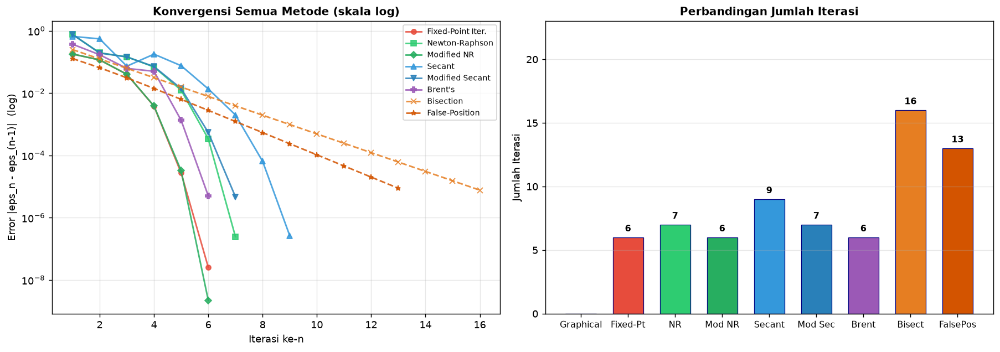 Konvergensi Semua Metode (skala log)
Error |eps_n - eps_(n-1)| (log)
10^0
10^−2
10^−4
10^−6
10^−8
Fixed-Point Iter.
Newton-Raphson
Modified NR
Secant
Modified Secant
Brent's
Bisection
False-Position
2 4 6 8 10 12 14 16
Iterasi ke-n
Perbandingan Jumlah Iterasi
Jumlah Iterasi
20
15
10
5
0
6 7 6 9 7 6 16 13
Graphical Fixed-Pt NR Mod NR Secant Mod Sec Brent Bisect FalsePos